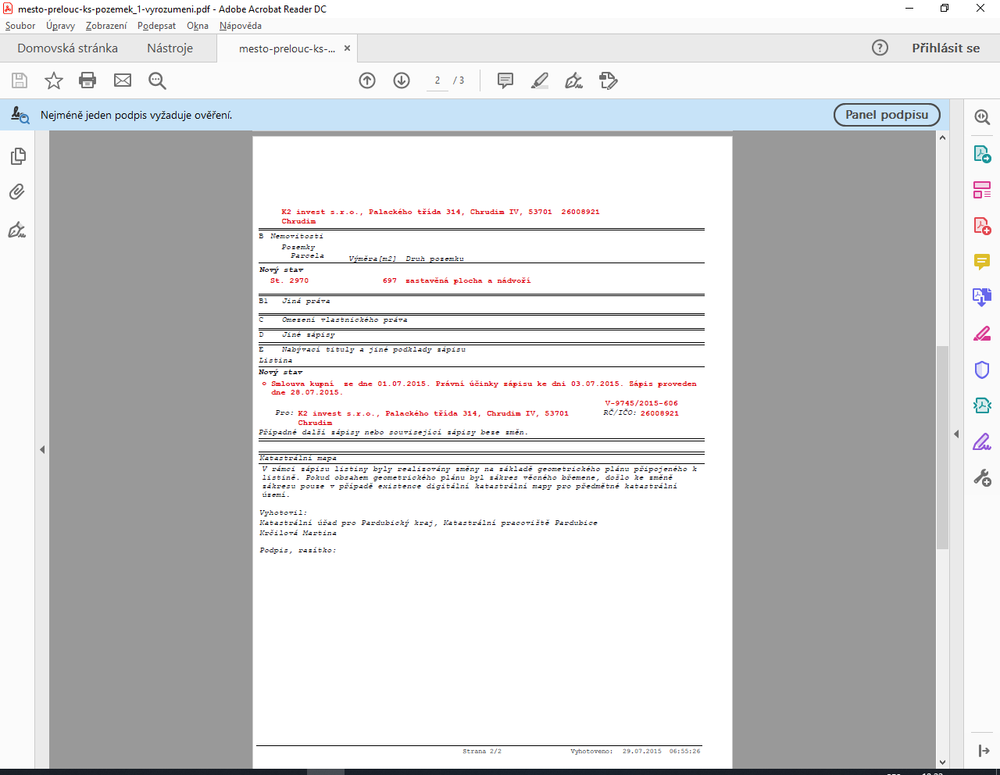 mesto-prelouc-ks-pozemek_1-vyrozumeni.pdf - Adobe Acrobat Reader DC
Soubor Úpravy Zobrazení Podepsat Okna Nápověda
Domovská stránka Nástroje mesto-prelouc-ks-... × Přihlásit se
2 / 3
Nejméně jeden podpis vyžaduje ověření. Panel podpisu
K2 invest s.r.o., Palackého třída 314, Chrudim IV, 53701 26008921
Chrudim
B Nemovitosti
Pozemky
Parcela Výměra[m2] Druh pozemku
Nový stav
St. 2970 697 zastavěná plocha a nádvoří
B1 Jiná práva
C Omezení vlastnického práva
D Jiné zápisy
E Nabývací tituly a jiné podklady zápisu
Listina
Nový stav
o Smlouva kupní ze dne 01.07.2015. Právní účinky zápisu ke dni 03.07.2015. Zápis proveden
dne 28.07.2015.
V-9745/2015-606
Pro: K2 invest s.r.o., Palackého třída 314, Chrudim IV, 53701 RČ/IČO: 26008921
Chrudim
Případné další zápisy nebo související zápisy beze změn.
Katastrální mapa
V rámci zápisu listiny byly realizovány změny na základě geometrického plánu připojeného k
listině. Pokud obsahem geometrického plánu byl zákres věcného břemene, došlo ke změně
zákresu pouze v případě existence digitální katastrální mapy pro předmětné katastrální
území.
Vyhotovil:
Katastrální úřad pro Pardubický kraj, Katastrální pracoviště Pardubice
Krčilová Martina
Podpis, razítko:
Strana 2/2 Vyhotoveno: 29.07.2015 06:55:26